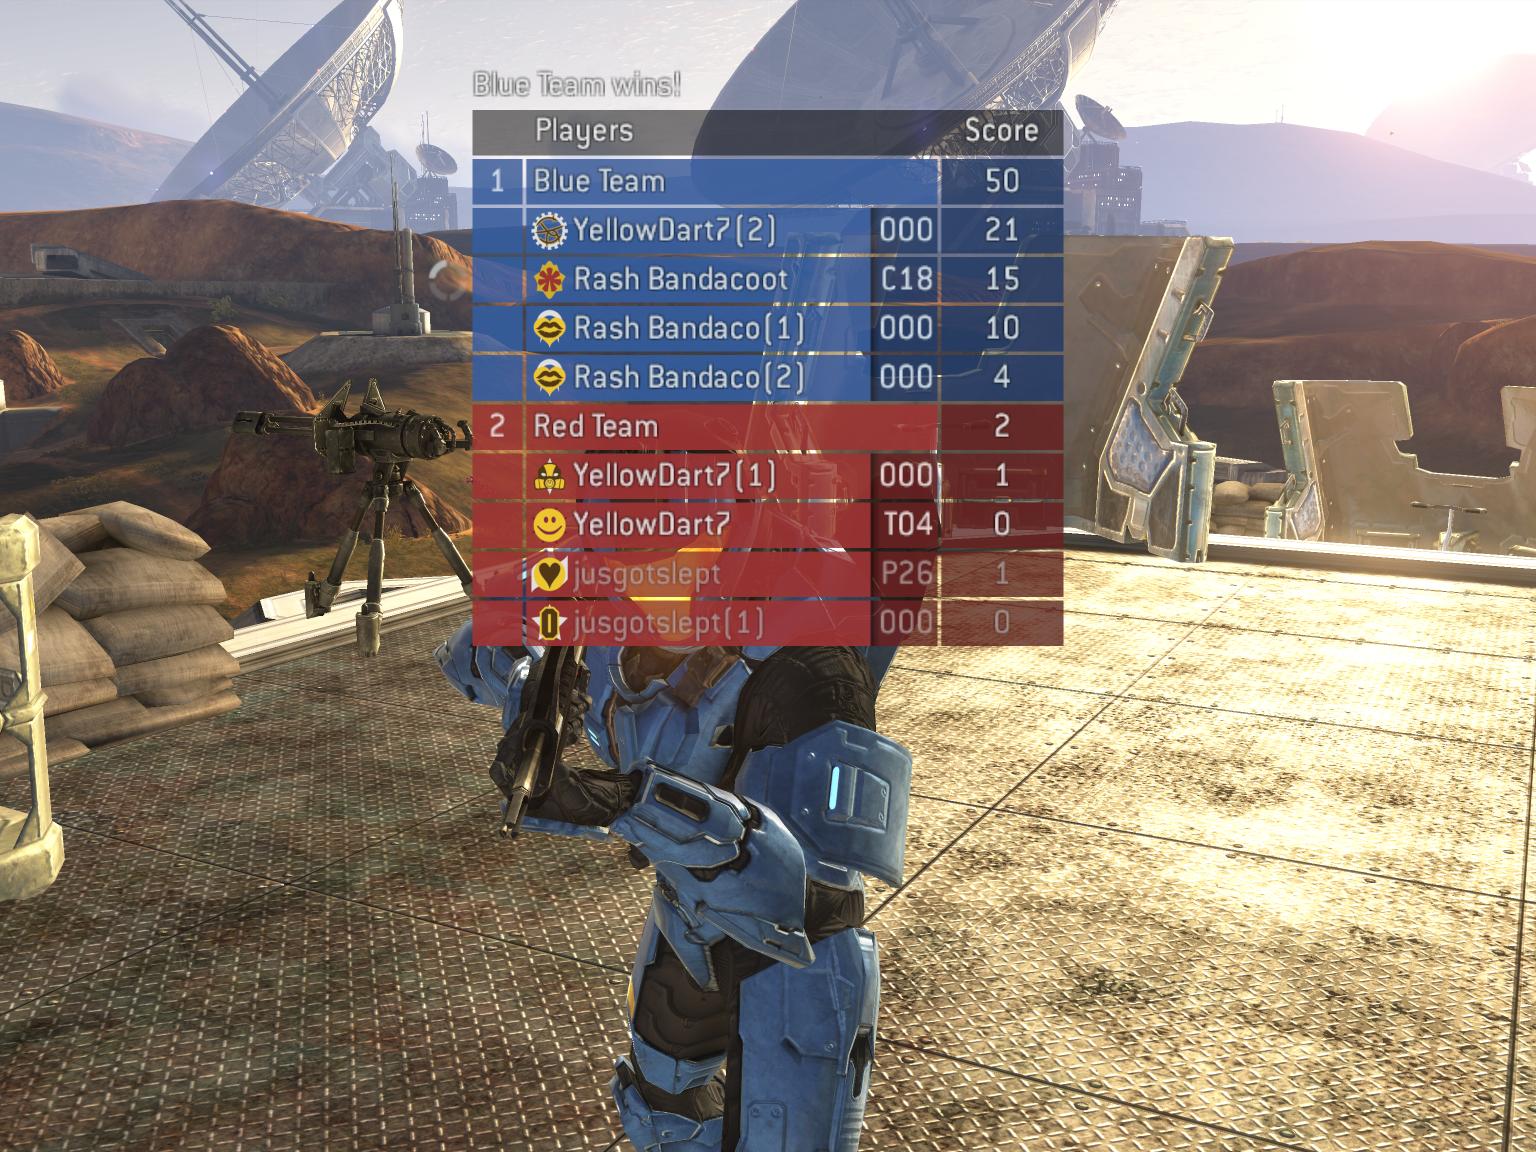 Blue Team wins!
Players Score
1 Blue Team 50
YellowDart7(2) 000 21
Rash Bandacoot C18 15
Rash Bandaco(1) 000 10
Rash Bandaco(2) 000 4
2 Red Team 2
YellowDart7(1) 000 1
YellowDart7 T04 0
jusgotslept P26 1
jusgotslept(1) 000 0